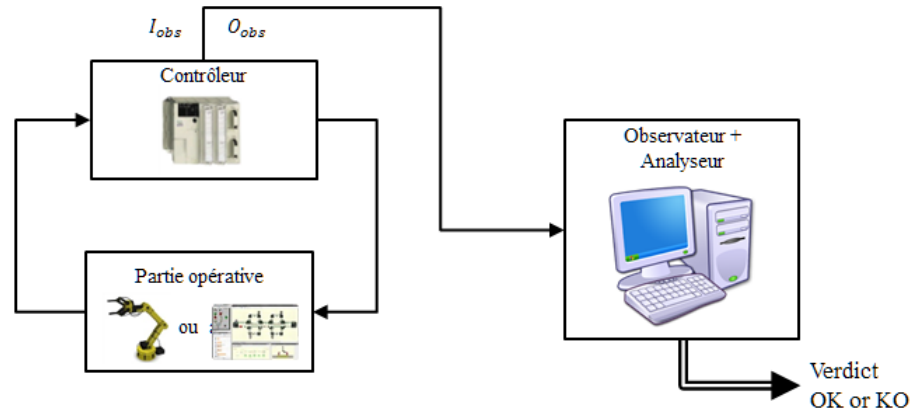 I_obs O_obs
Contrôleur
Observateur +
Analyseur
Partie opérative
ou
Verdict
OK or KO